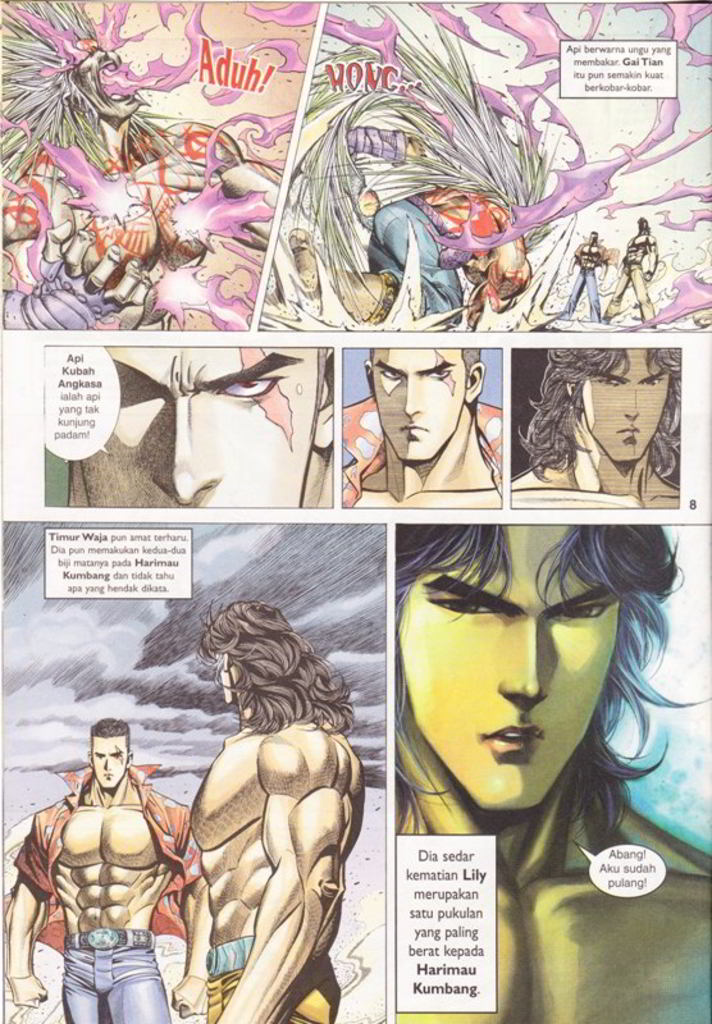 Aduh!
WONG...
Api berwarna ungu yang
membakar. Gai Tian
itu pun semakin kuat
berkobar-kobar.
Api
Kubah
Angkasa
ialah api
yang tak
kunjung
padam!
8
Timur Waja pun amat terharu.
Dia pun memakukan kedua-dua
biji matanya pada Harimau
Kumbang dan tidak tahu
apa yang hendak dikata.
Dia sedar
kematian Lily
merupakan
satu pukulan
yang paling
berat kepada
Harimau
Kumbang.
Abang!
Aku sudah
pulang!